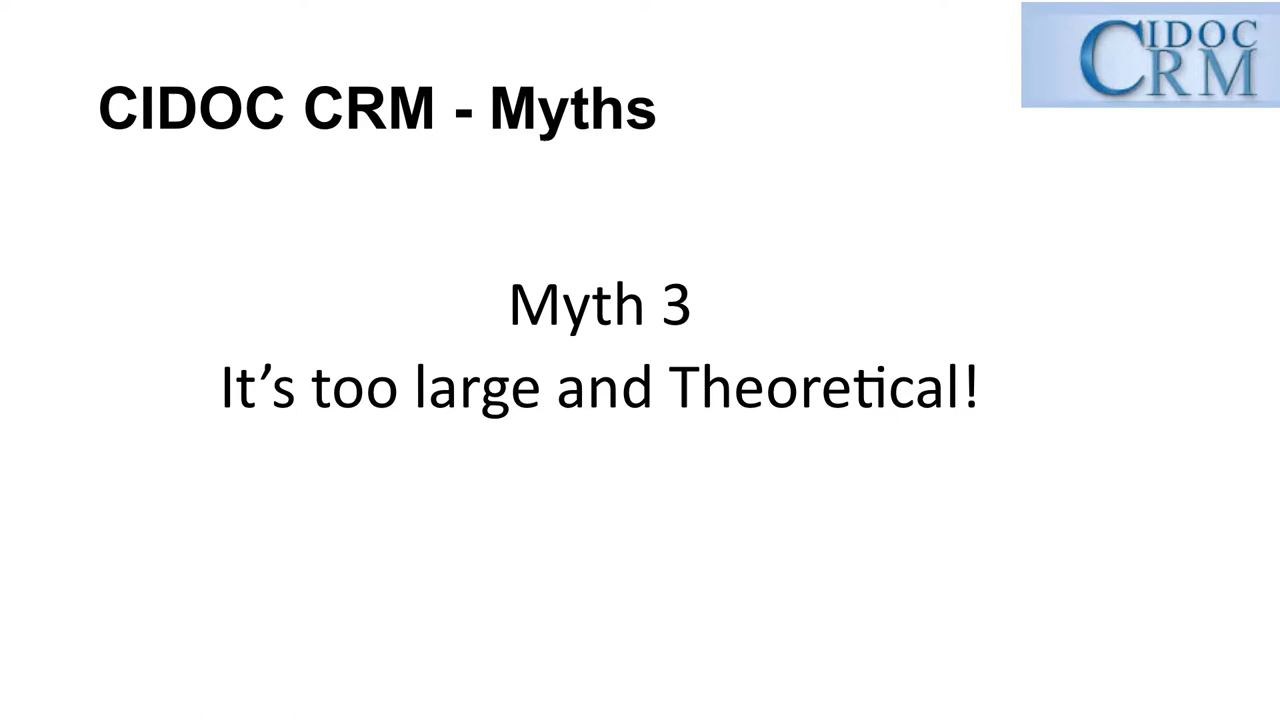 CIDOC
CRM
CIDOC CRM - Myths
Myth 3
It’s too large and Theoretical!